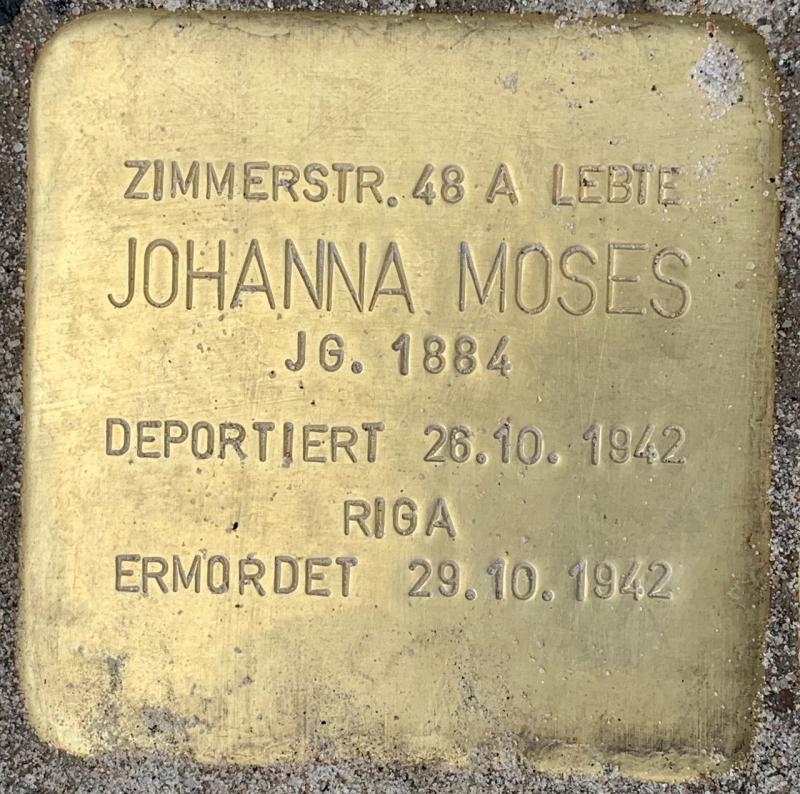 ZIMMERSTR. 48 A LEBTE
JOHANNA MOSES
JG. 1884
DEPORTIERT 26.10.1942
RIGA
ERMORDET 29.10.1942